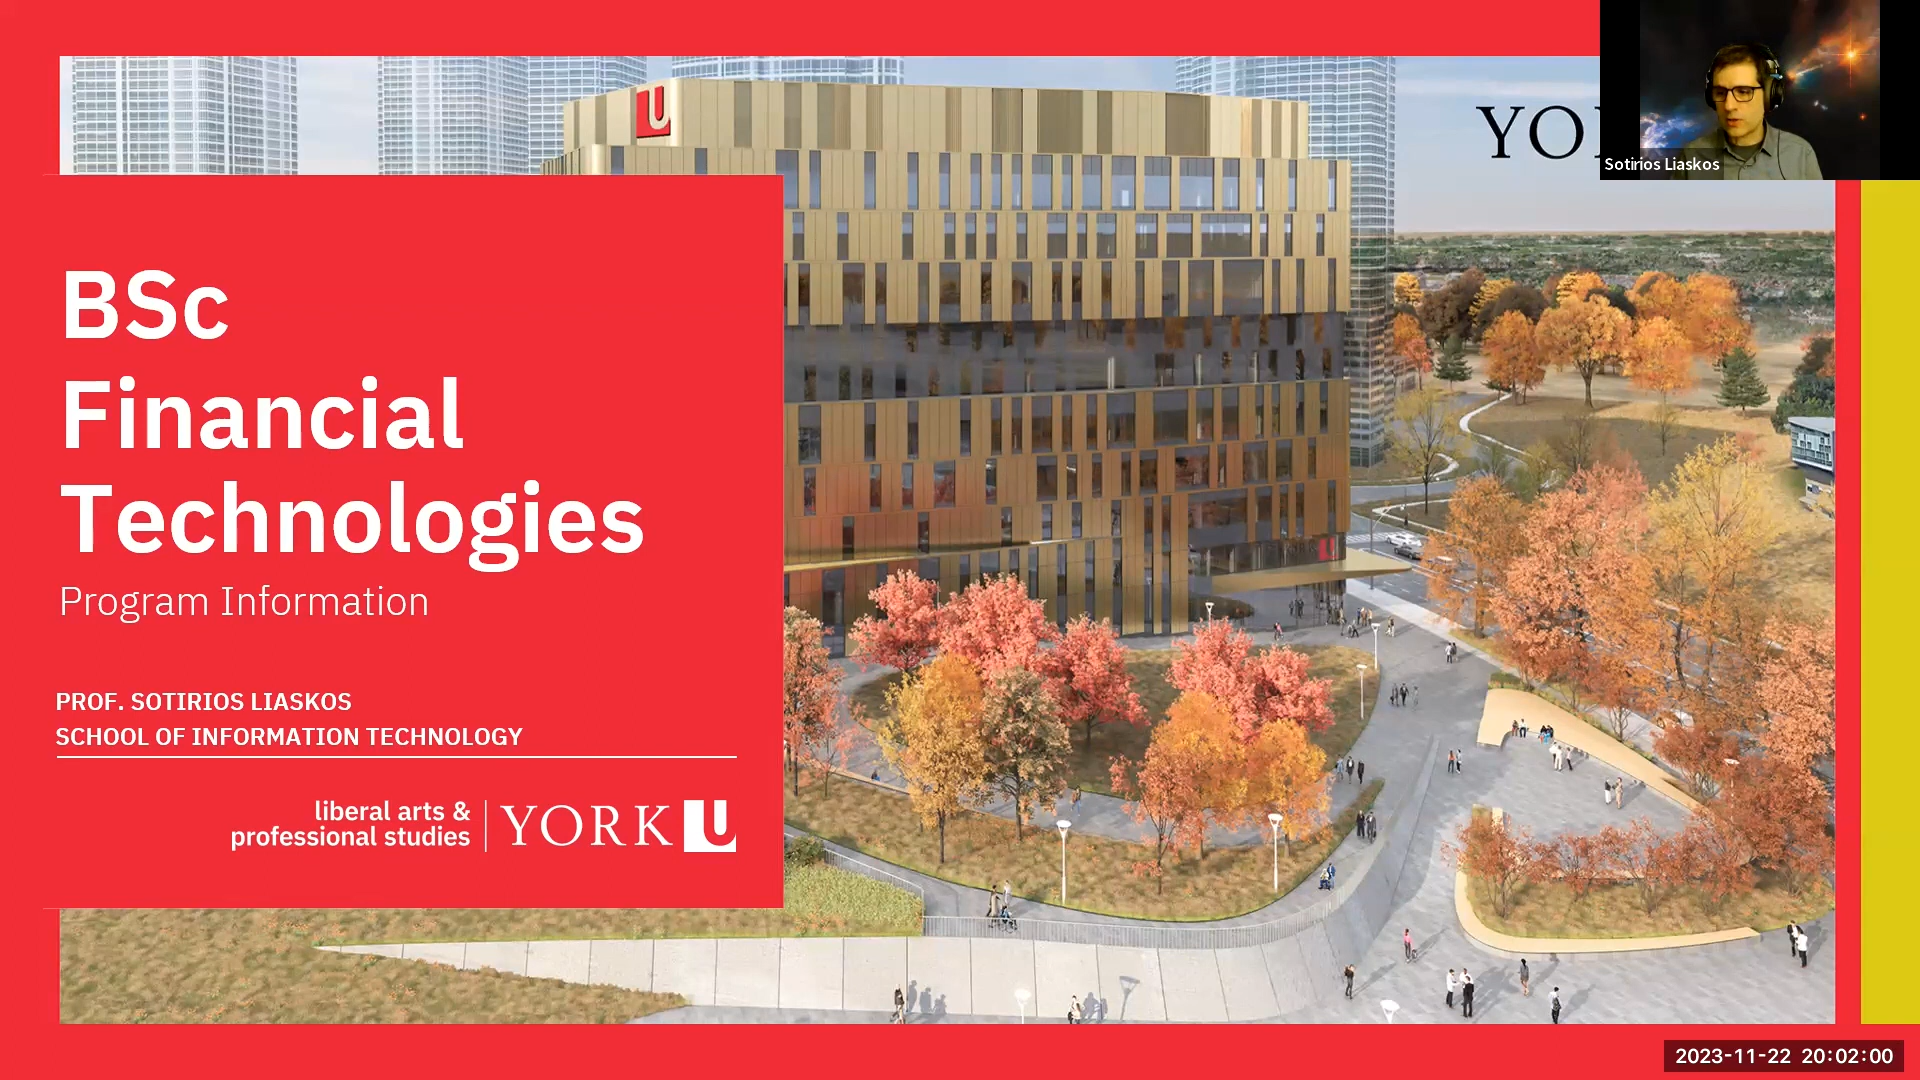 BSc
Financial
Technologies
Program Information
PROF. SOTIRIOS LIASKOS
SCHOOL OF INFORMATION TECHNOLOGY
liberal arts &
professional studies
YORK U
U
YO
Sotirios Liaskos
U
2023-11-22 20:02:00